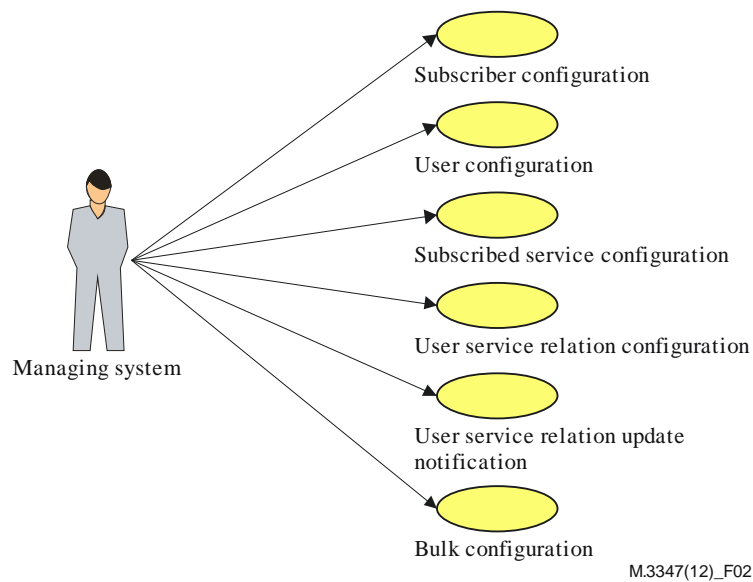 Subscriber configuration
User configuration
Subscribed service configuration
User service relation configuration
Managing system
User service relation update
notification
Bulk configuration
M.3347(12)_F02